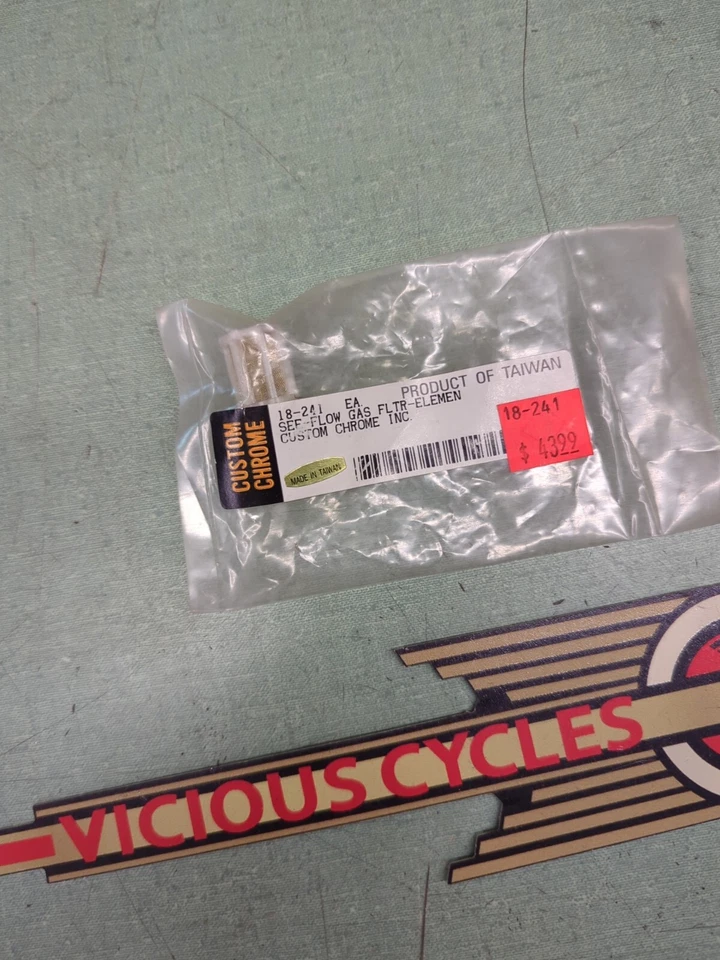 PRODUCT OF TAIWAN
18-241 EA
SEF-FLOW GAS FLTR-ELEMEN
CUSTOM CHROME INC
CUSTOM
CHROME
MADE IN TAIWAN
18-241
$ 4322
VICIOUS CYCLES